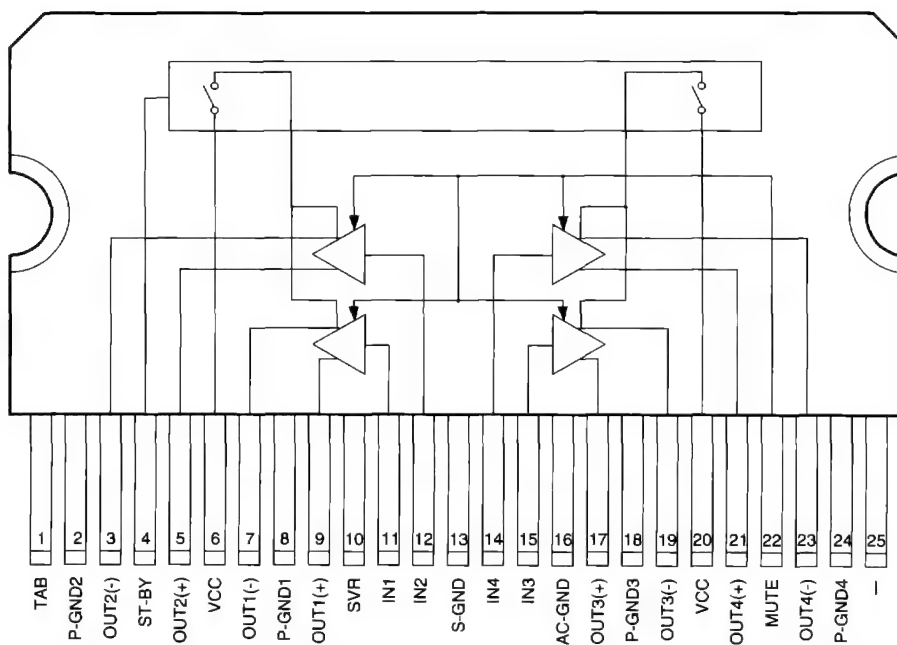 1 2 3 4 5 6 7 8 9 10 11 12 13 14 15 16 17 18 19 20 21 22 23 24 25
TAB
P-GND2
OUT2(-)
ST-BY
OUT2(+)
VCC
OUT1(-)
P-GND1
OUT1(+)
SVR
IN1
IN2
S-GND
IN4
IN3
AC-GND
OUT3(+)
P-GND3
OUT3(-)
VCC
OUT4(+)
MUTE
OUT4(-)
P-GND4
–